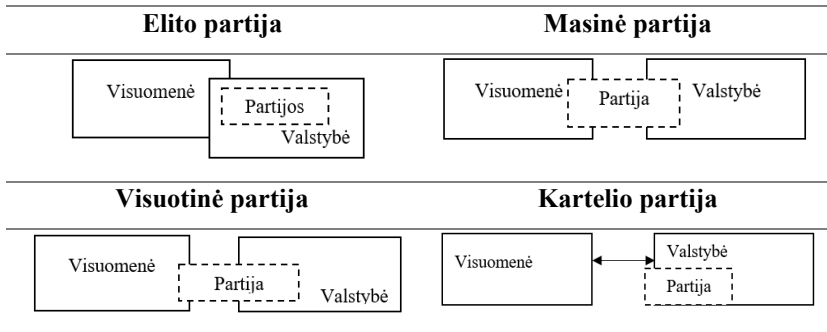 Elito partija
Masinė partija
Visuomenė
Partijos
Valstybė
Visuomenė
Partija
Valstybė
Visuotinė partija
Kartelio partija
Visuomenė
Partija
Valstybė
Visuomenė
Valstybė
Partija